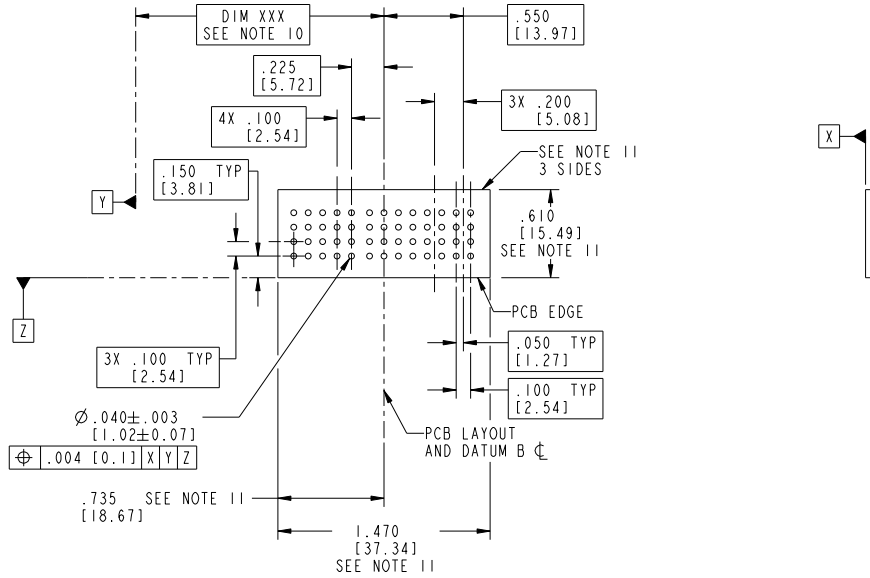 DIM XXX
SEE NOTE 10
.550
[13.97]
.225
[5.72]
4X .100
[2.54]
3X .200
[5.08]
X
.150 TYP
[3.81]
SEE NOTE 11
3 SIDES
Y
.610
[15.49]
SEE NOTE 11
Z
PCB EDGE
3X .100 TYP
[2.54]
.050 TYP
[1.27]
.100 TYP
[2.54]
Ø.040±.003
[1.02±0.07]
⌖ .004 [0.1] X Y Z
PCB LAYOUT
AND DATUM B ℄
.735 SEE NOTE 11
[18.67]
1.470
[37.34]
SEE NOTE 11